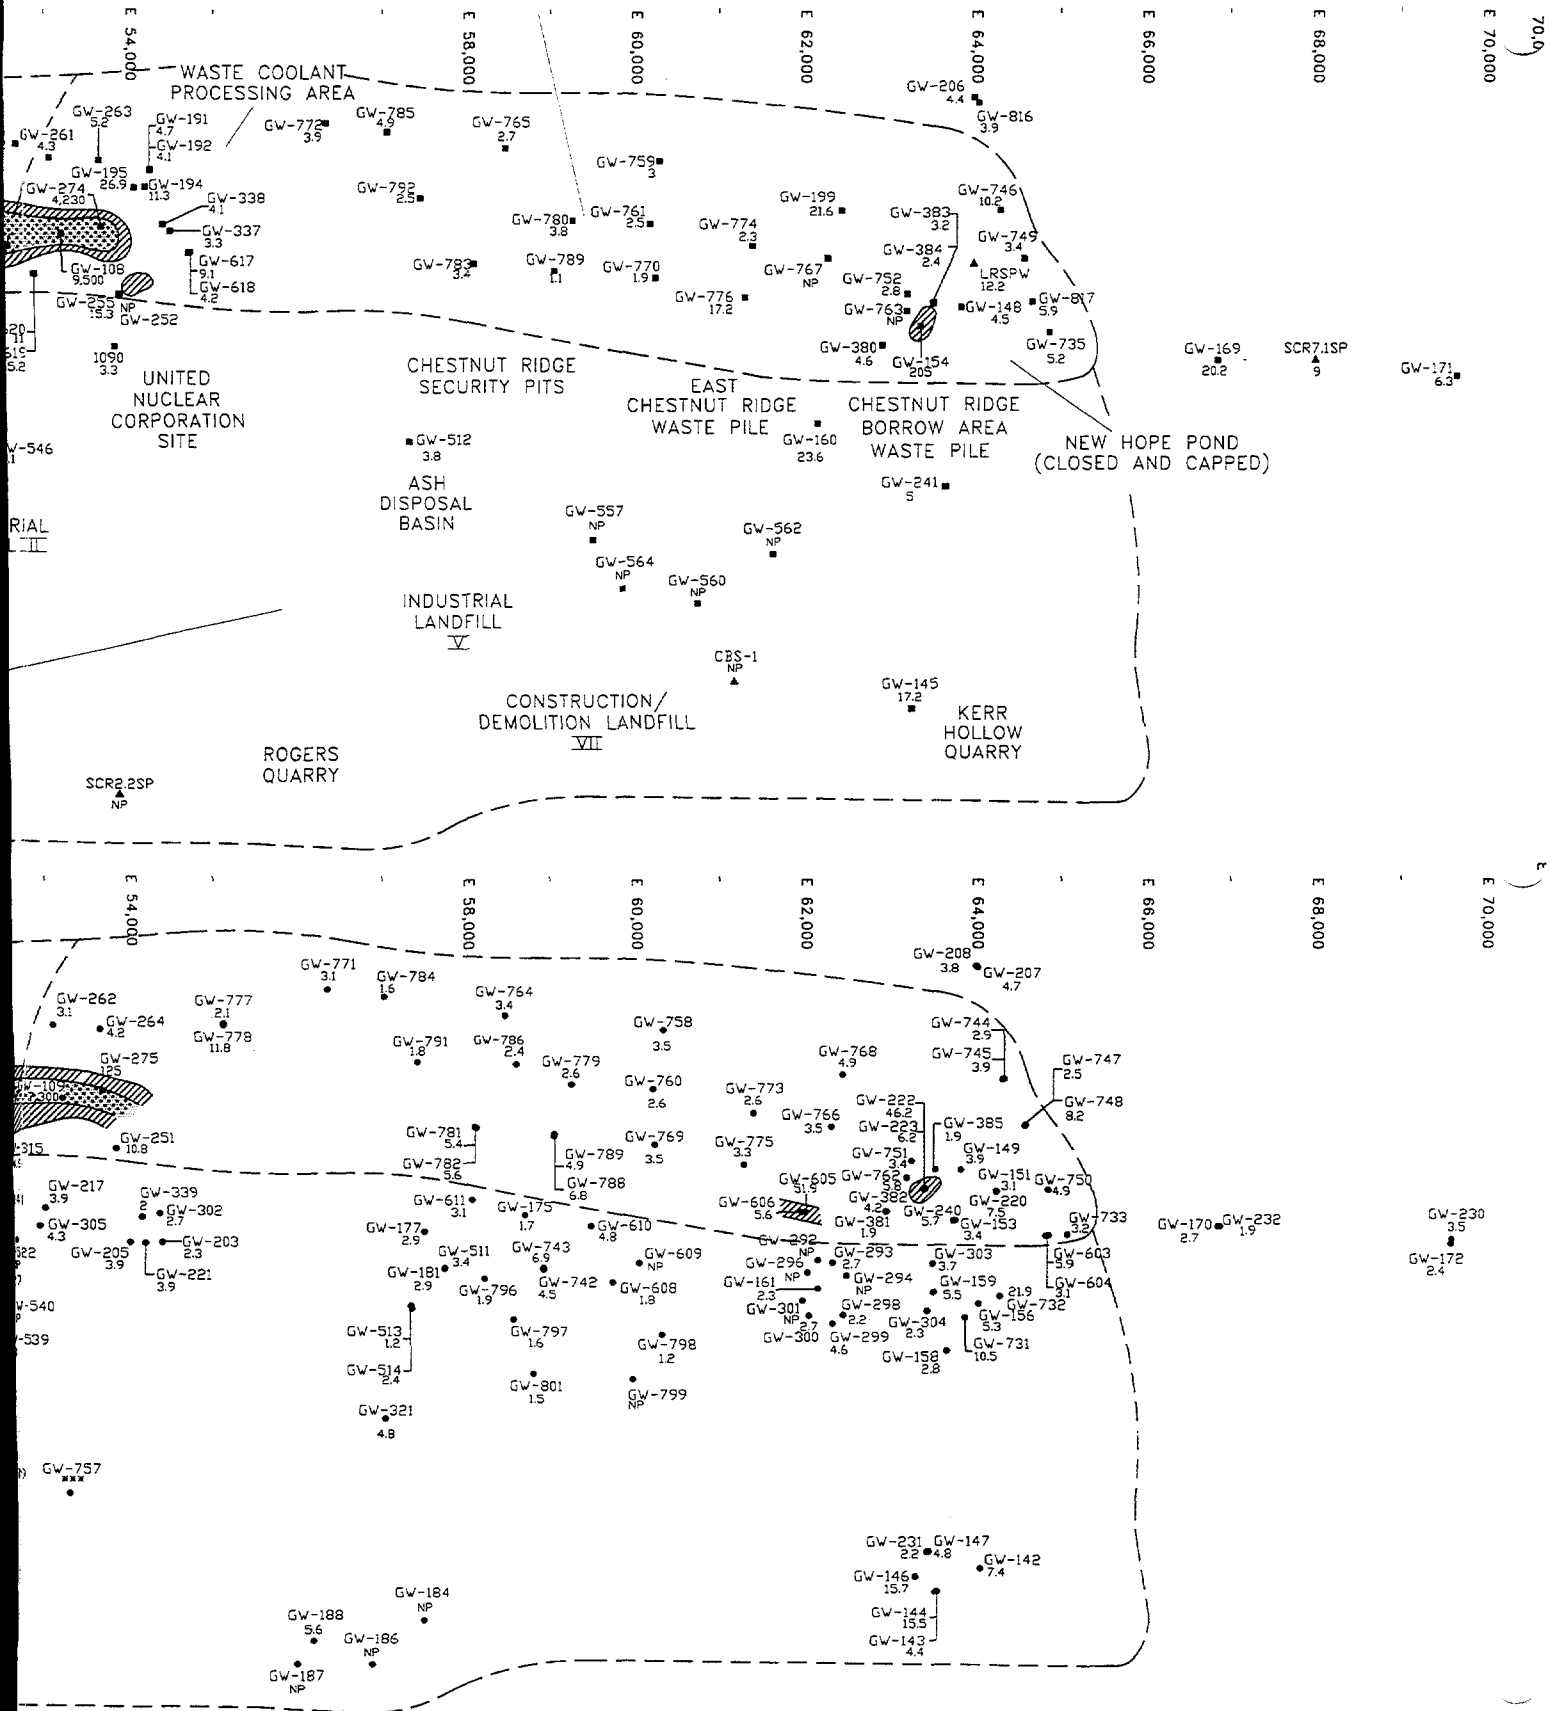 E 54,000
E 58,000
E 60,000
E 62,000
E 64,000
E 66,000
E 68,000
E 70,000
70,0
WASTE COOLANT
PROCESSING AREA
GW-206
4.4
GW-816
3.9
GW-263
5.2
GW-191
4.7
GW-192
4.1
GW-772
3.9
GW-785
4.9
GW-765
2.7
GW-261
4.3
GW-759
3
GW-195
26.9
GW-194
11.3
GW-274
4,230
GW-338
4.1
GW-337
3.3
GW-792
2.5
GW-780
3.8
GW-761
2.5
GW-774
2.3
GW-199
21.6
GW-383
3.2
GW-384
2.4
GW-746
10.2
GW-749
3.4
GW-617
9.1
GW-618
4.2
GW-108
9,500
GW-783
3.4
GW-789
1.1
GW-770
1.9
GW-767
NP
GW-776
17.2
GW-752
2.8
GW-763
NP
LRSPW
12.2
GW-148
4.5
GW-817
5.9
GW-255
15.3
NP
GW-252
620
11
619
5.2
1090
3.3
GW-380
4.6
GW-154
205
GW-735
5.2
GW-169
20.2
SCR7.1SP
9
GW-171
6.3
UNITED
NUCLEAR
CORPORATION
SITE
CHESTNUT RIDGE
SECURITY PITS
EAST
CHESTNUT RIDGE
WASTE PILE
CHESTNUT RIDGE
BORROW AREA
WASTE PILE
NEW HOPE POND
(CLOSED AND CAPPED)
W-546
.1
GW-512
3.8
GW-160
23.6
GW-241
5
ASH
DISPOSAL
BASIN
RIAL
II
GW-557
NP
GW-562
NP
GW-564
NP
GW-560
NP
INDUSTRIAL
LANDFILL
V
CBS-1
NP
GW-145
17.2
CONSTRUCTION/
DEMOLITION LANDFILL
VII
KERR
HOLLOW
QUARRY
ROGERS
QUARRY
SCR2.2SP
NP
E 54,000
E 58,000
E 60,000
E 62,000
E 64,000
E 66,000
E 68,000
E 70,000
GW-208
3.8
GW-207
4.7
GW-771
3.1
GW-784
1.6
GW-764
3.4
GW-262
3.1
GW-264
4.2
GW-777
2.1
GW-778
11.8
GW-758
3.5
GW-744
2.9
GW-745
3.9
GW-791
1.8
GW-786
2.4
GW-779
2.6
GW-768
4.9
GW-747
2.5
GW-748
8.2
GW-275
125
GW-109
GW-760
2.6
GW-773
2.6
GW-766
3.5
GW-222
46.2
GW-223
6.2
GW-385
1.9
GW-251
10.8
GW-781
5.4
GW-782
5.6
GW-789
4.9
GW-788
6.8
GW-769
3.5
GW-775
3.3
GW-751
3.4
GW-762
5.8
GW-149
3.9
GW-151
3.1
GW-750
4.9
GW-605
51.9
GW-606
5.6
GW-382
4.2
GW-381
1.9
GW-240
5.7
GW-220
7.5
GW-153
3.4
GW-733
3.2
GW-217
3.9
GW-305
4.3
GW-339
2
GW-302
2.7
GW-205
3.9
GW-203
2.3
GW-221
3.9
GW-611
3.1
GW-175
1.7
GW-610
4.8
GW-177
2.9
GW-511
3.4
GW-743
6.9
GW-742
4.5
GW-609
NP
GW-608
1.8
GW-181
2.9
GW-796
1.9
GW-292
NP
GW-296
NP
GW-293
2.7
GW-294
NP
GW-161
2.3
GW-303
3.7
GW-159
5.5
GW-603
5.9
GW-604
3.1
GW-170
2.7
GW-232
1.9
GW-230
3.5
GW-172
2.4
GW-301
NP
2.7
GW-300
GW-298
2.2
GW-299
4.6
GW-304
2.3
21.9
GW-732
GW-156
5.3
GW-731
10.5
GW-158
2.8
W-540
GW-513
1.2
GW-514
2.4
GW-797
1.6
GW-798
1.2
GW-801
1.5
GW-799
NP
GW-321
4.8
GW-757
***
GW-231
2.2
GW-147
4.8
GW-142
7.4
GW-146
15.7
GW-144
15.5
GW-143
4.4
GW-184
NP
GW-188
5.6
GW-186
NP
GW-187
NP